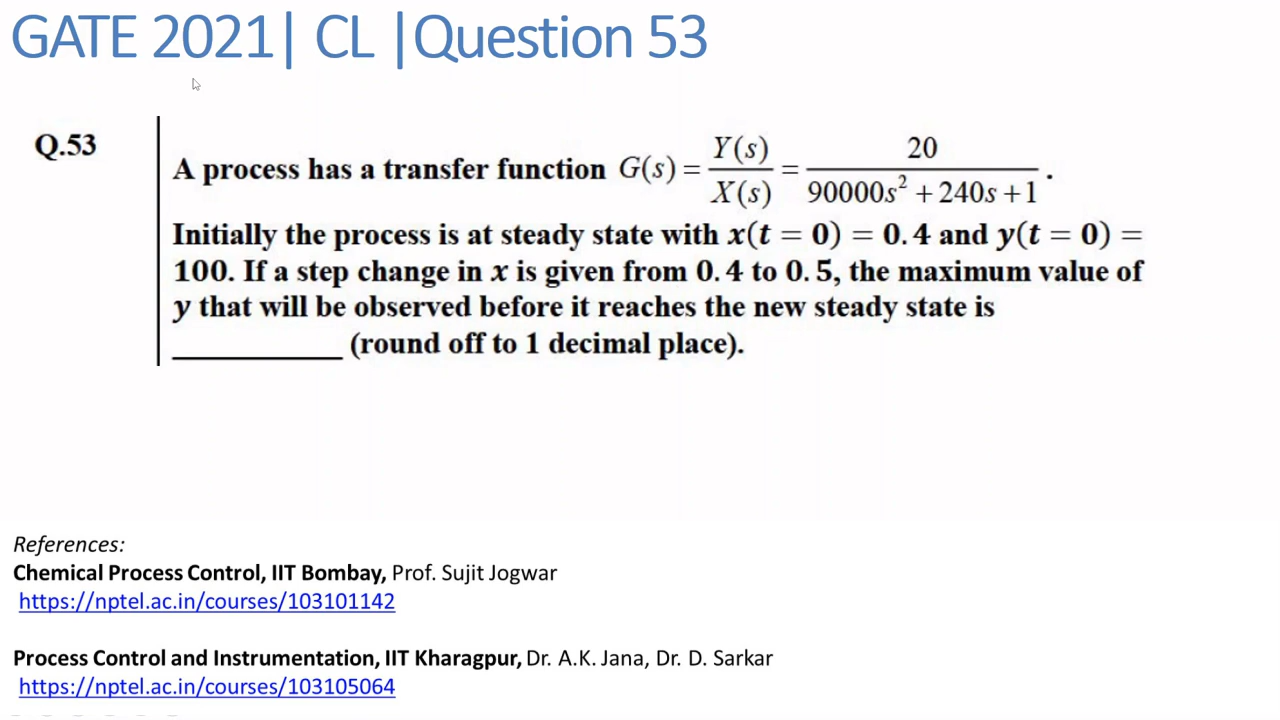 GATE 2021| CL |Question 53
Q.53
A process has a transfer function G(s) = Y(s)/X(s) = 20/(90000s² + 240s + 1) .
Initially the process is at steady state with x(t = 0) = 0.4 and y(t = 0) =
100. If a step change in x is given from 0.4 to 0.5, the maximum value of
y that will be observed before it reaches the new steady state is
____________ (round off to 1 decimal place).
References:
Chemical Process Control, IIT Bombay, Prof. Sujit Jogwar
https://nptel.ac.in/courses/103101142
Process Control and Instrumentation, IIT Kharagpur, Dr. A.K. Jana, Dr. D. Sarkar
https://nptel.ac.in/courses/103105064